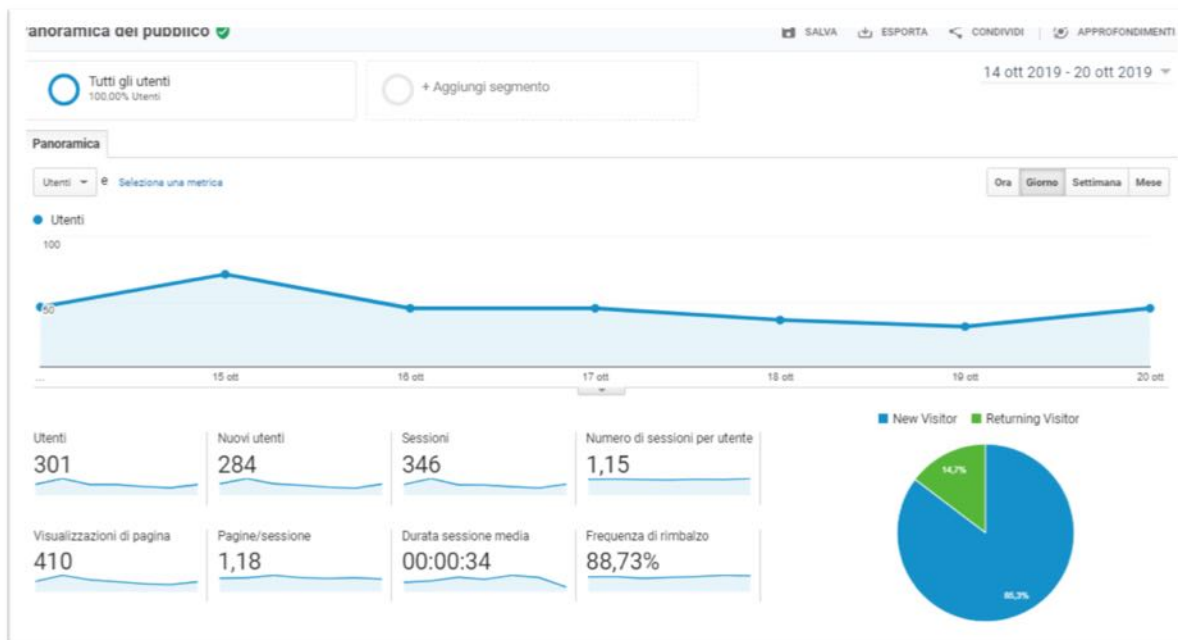 anoramica del pubblico
SALVA ESPORTA CONDIVIDI APPROFONDIMENTI
Tutti gli utenti
100,00% Utenti
+ Aggiungi segmento
14 ott 2019 - 20 ott 2019
Panoramica
Utenti e Seleziona una metrica
Ora Giorno Settimana Mese
Utenti
100
50
... 15 ott 16 ott 17 ott 18 ott 19 ott 20 ott
New Visitor Returning Visitor
Utenti Nuovi utenti Sessioni Numero di sessioni per utente
301 284 346 1,15
14,7%
Visualizzazioni di pagina Pagine/sessione Durata sessione media Frequenza di rimbalzo
410 1,18 00:00:34 88,73%
85,3%